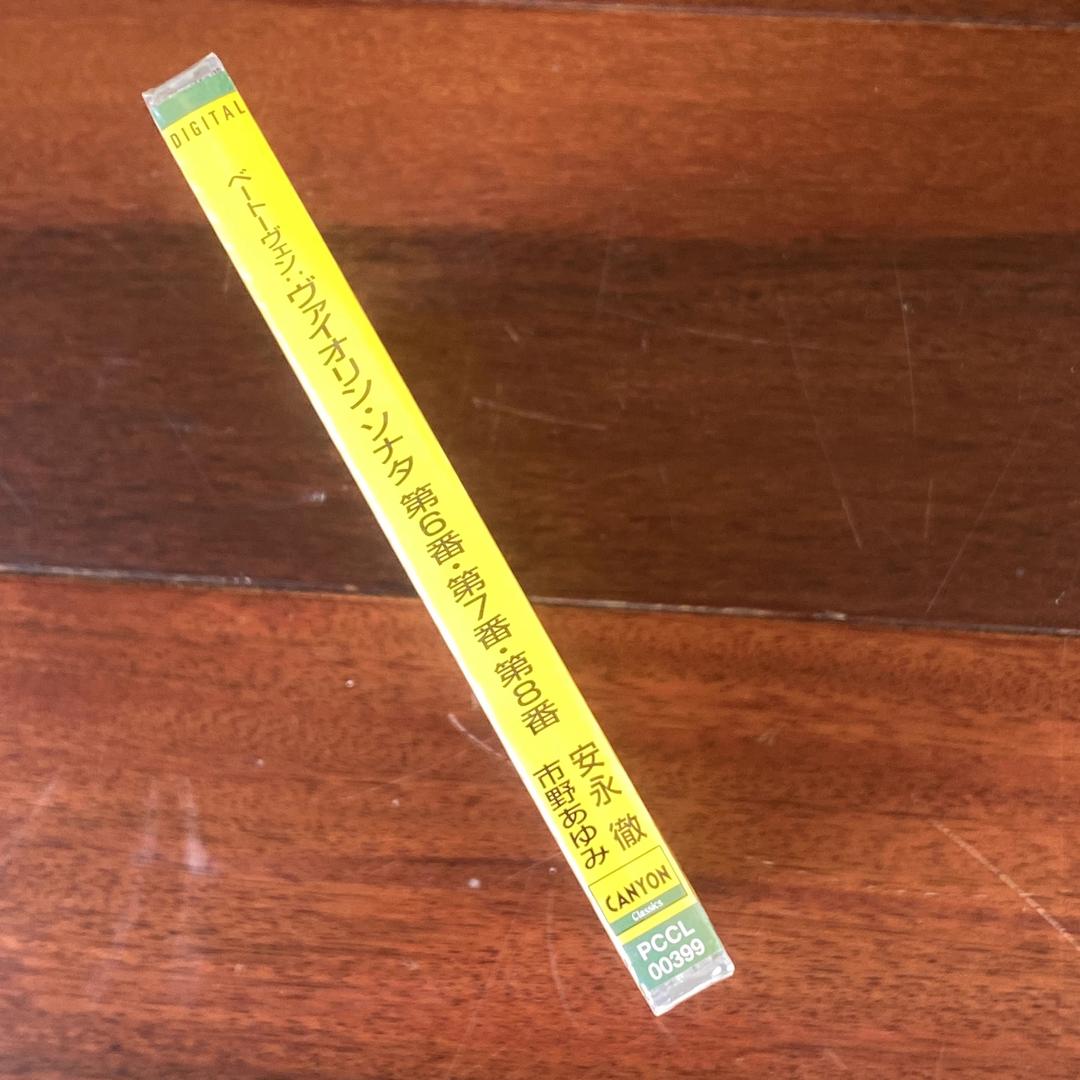 DIGITAL
ベートーヴェン:ヴァイオリン・ソナタ 第6番・第7番・第8番
安永 徹
市野あゆみ
CANYON
Classics
PCCL
00399